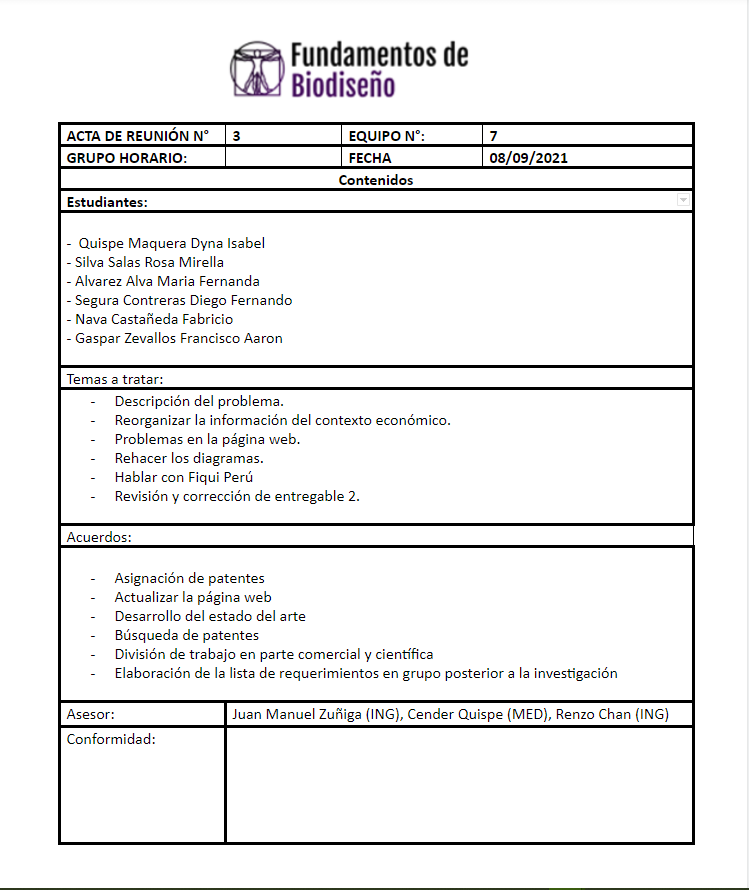 Fundamentos de
Biodiseño
ACTA DE REUNIÓN N° 3 EQUIPO N°: 7
GRUPO HORARIO: FECHA 08/09/2021
Contenidos
Estudiantes:
- Quispe Maquera Dyna Isabel
- Silva Salas Rosa Mirella
- Alvarez Alva Maria Fernanda
- Segura Contreras Diego Fernando
- Nava Castañeda Fabricio
- Gaspar Zevallos Francisco Aaron
Temas a tratar:
- Descripción del problema.
- Reorganizar la información del contexto económico.
- Problemas en la página web.
- Rehacer los diagramas.
- Hablar con Fiqui Perú
- Revisión y corrección de entregable 2.
Acuerdos:
- Asignación de patentes
- Actualizar la página web
- Desarrollo del estado del arte
- Búsqueda de patentes
- División de trabajo en parte comercial y científica
- Elaboración de la lista de requerimientos en grupo posterior a la investigación
Asesor: Juan Manuel Zuñiga (ING), Cender Quispe (MED), Renzo Chan (ING)
Conformidad: